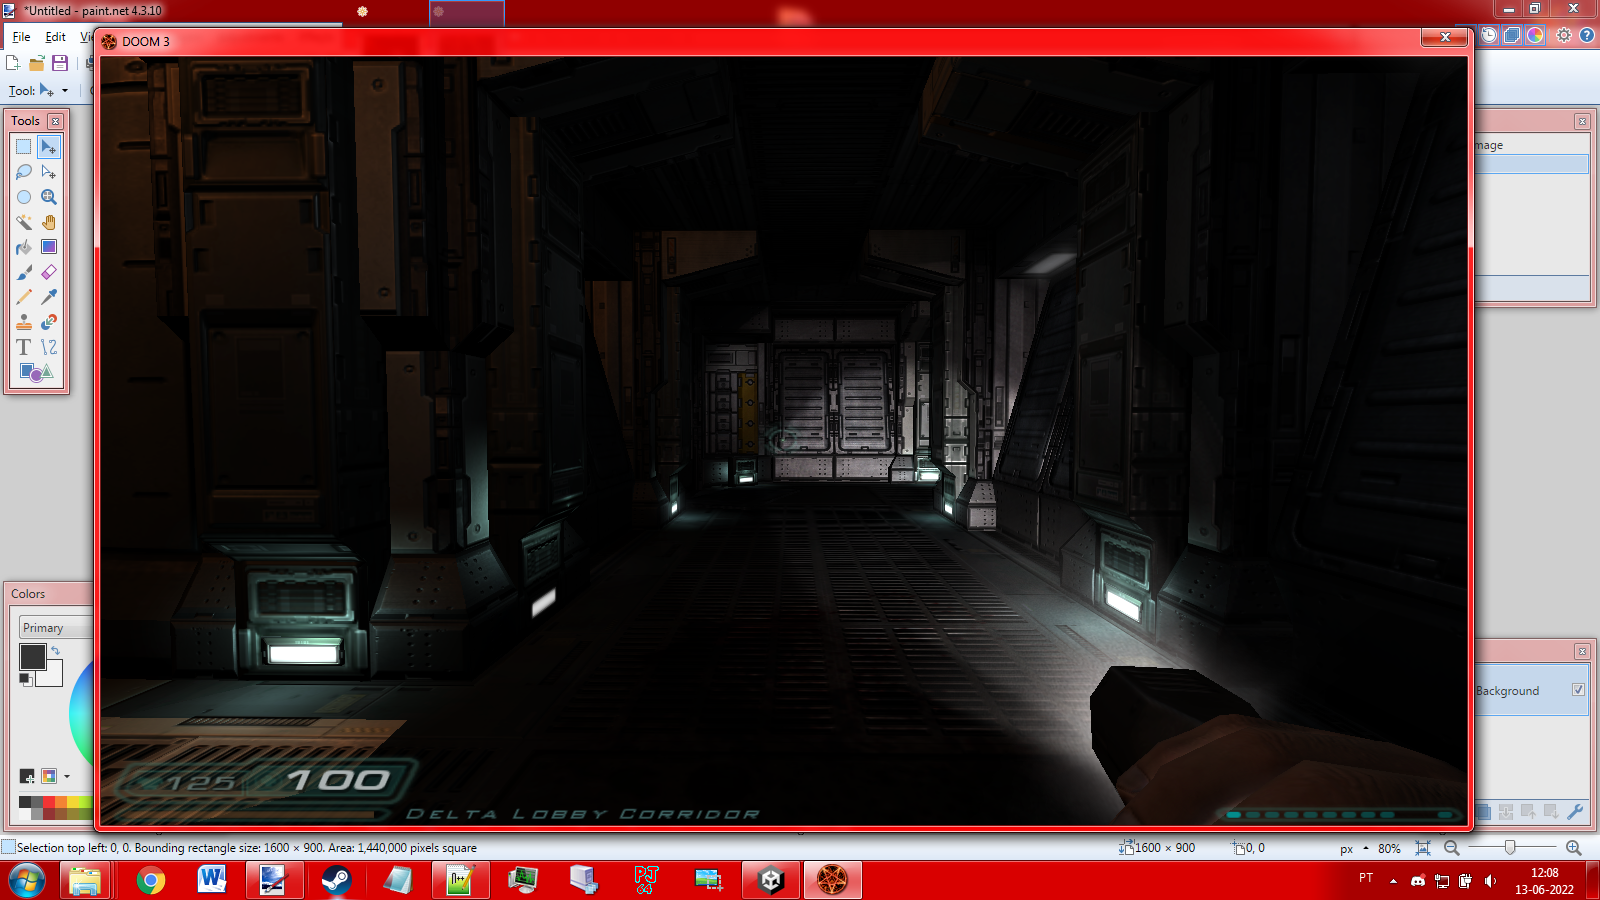 *Untitled - paint.net 4.3.10
File Edit
DOOM 3
Tool:
Tools
mage
Colors
Primary
Background
125 100
DELTA LOBBY CORRIDOR
Selection top left: 0, 0. Bounding rectangle size: 1600 × 900. Area: 1,440,000 pixels square
1600 × 900
0, 0
px
80%
PT
12:08
13-06-2022